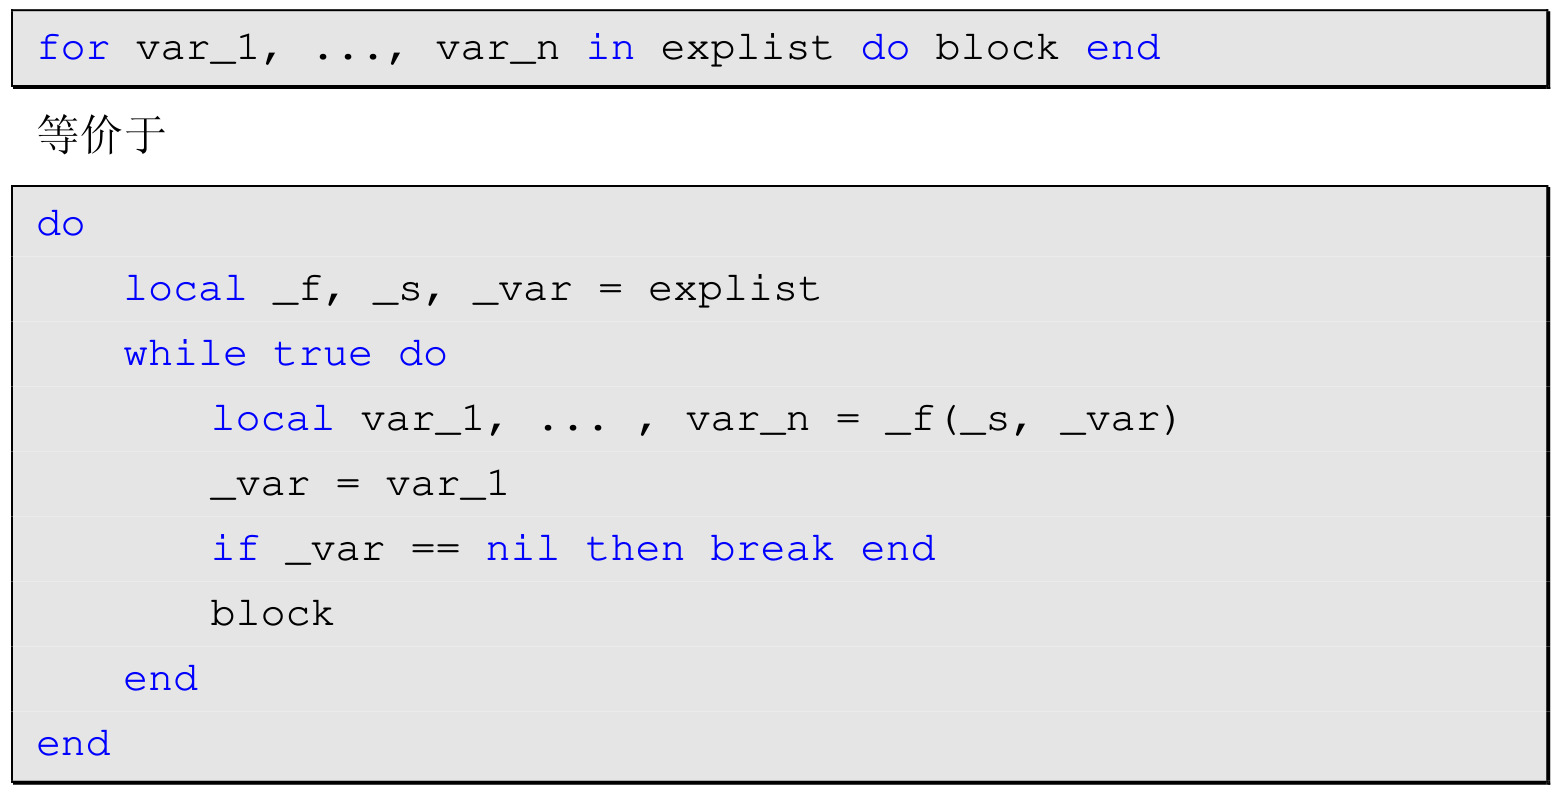 for var_1, ..., var_n in explist do block end
等价于
do
    local _f, _s, _var = explist
    while true do
        local var_1, ... , var_n = _f(_s, _var)
        _var = var_1
        if _var == nil then break end
        block
    end
end